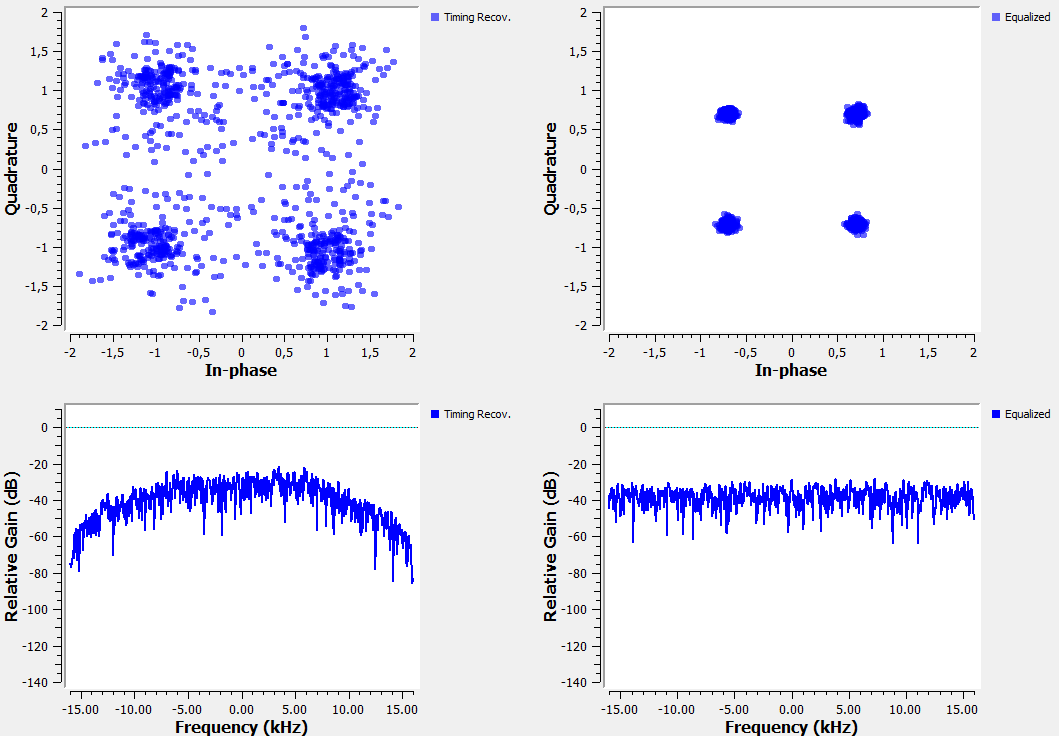 2
1,5
1
0,5
0
-0,5
-1
-1,5
-2
Quadrature
-2 -1,5 -1 -0,5 0 0,5 1 1,5 2
In-phase
Timing Recov.
2
1,5
1
0,5
0
-0,5
-1
-1,5
-2
Quadrature
-2 -1,5 -1 -0,5 0 0,5 1 1,5 2
In-phase
Equalized
0
-20
-40
-60
-80
-100
-120
-140
Relative Gain (dB)
-15.00 -10.00 -5.00 0.00 5.00 10.00 15.00
Frequency (kHz)
Timing Recov.
0
-20
-40
-60
-80
-100
-120
-140
Relative Gain (dB)
-15.00 -10.00 -5.00 0.00 5.00 10.00 15.00
Frequency (kHz)
Equalized